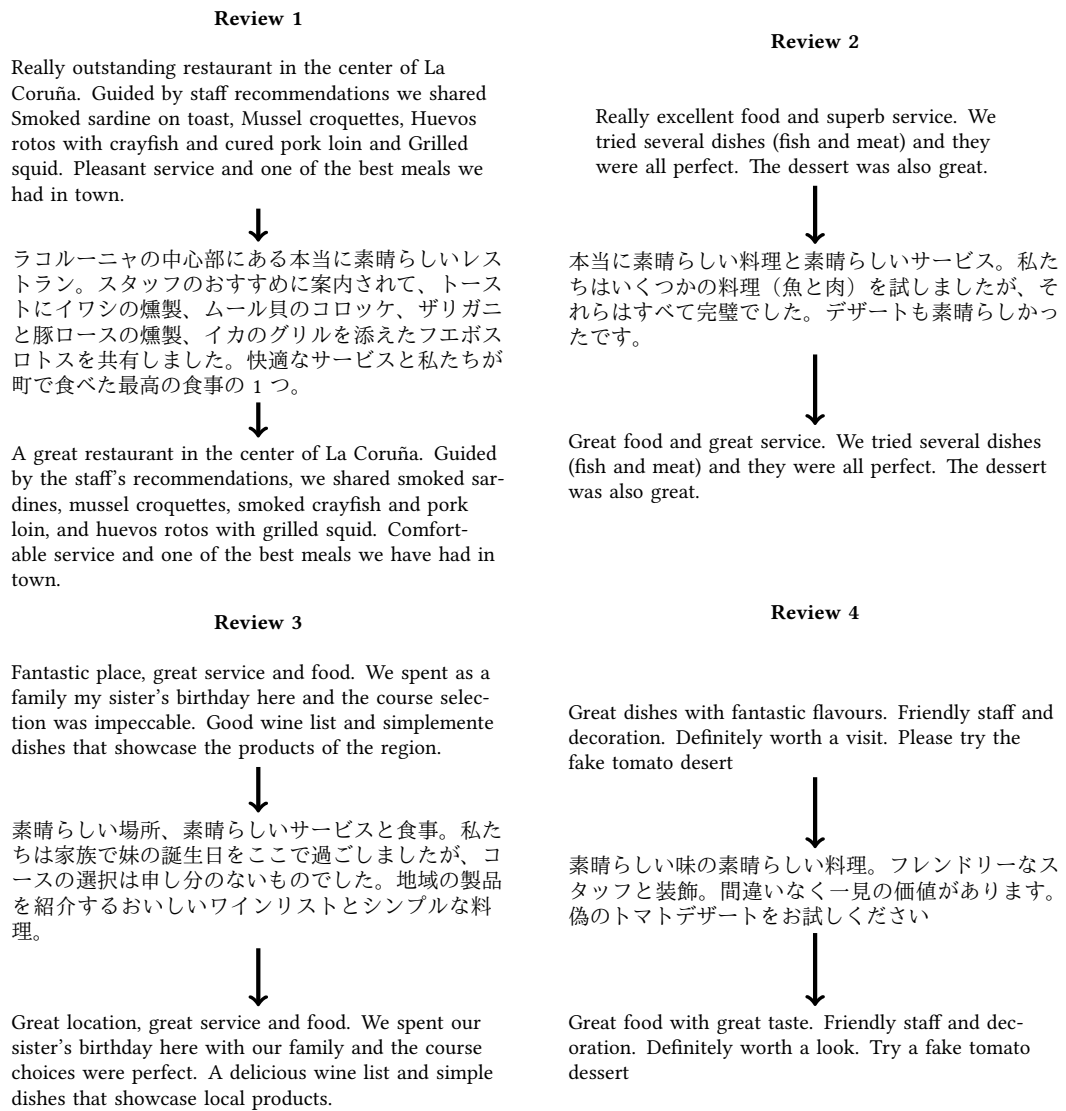 Review 1
Really outstanding restaurant in the center of La
Coruña. Guided by staff recommendations we shared
Smoked sardine on toast, Mussel croquettes, Huevos
rotos with crayfish and cured pork loin and Grilled
squid. Pleasant service and one of the best meals we
had in town.
ラコルーニャの中心部にある本当に素晴らしいレス
トラン。スタッフのおすすめに案内されて、トース
トにイワシの燻製、ムール貝のコロッケ、ザリガニ
と豚ロースの燻製、イカのグリルを添えたフエボス
ロトスを共有しました。快適なサービスと私たちが
町で食べた最高の食事の 1 つ。
A great restaurant in the center of La Coruña. Guided
by the staff's recommendations, we shared smoked sar-
dines, mussel croquettes, smoked crayfish and pork
loin, and huevos rotos with grilled squid. Comfort-
able service and one of the best meals we have had in
town.
Review 2
Really excellent food and superb service. We
tried several dishes (fish and meat) and they
were all perfect. The dessert was also great.
本当に素晴らしい料理と素晴らしいサービス。私た
ちはいくつかの料理（魚と肉）を試しましたが、そ
れらはすべて完璧でした。デザートも素晴らしかっ
たです。
Great food and great service. We tried several dishes
(fish and meat) and they were all perfect. The dessert
was also great.
Review 3
Fantastic place, great service and food. We spent as a
family my sister's birthday here and the course selec-
tion was impeccable. Good wine list and simplemente
dishes that showcase the products of the region.
素晴らしい場所、素晴らしいサービスと食事。私た
ちは家族で妹の誕生日をここで過ごしましたが、コ
ースの選択は申し分のないものでした。地域の製品
を紹介するおいしいワインリストとシンプルな料
理。
Great location, great service and food. We spent our
sister's birthday here with our family and the course
choices were perfect. A delicious wine list and simple
dishes that showcase local products.
Review 4
Great dishes with fantastic flavours. Friendly staff and
decoration. Definitely worth a visit. Please try the
fake tomato desert
素晴らしい味の素晴らしい料理。フレンドリーなス
タッフと装飾。間違いなく一見の価値があります。
偽のトマトデザートをお試しください
Great food with great taste. Friendly staff and dec-
oration. Definitely worth a look. Try a fake tomato
dessert